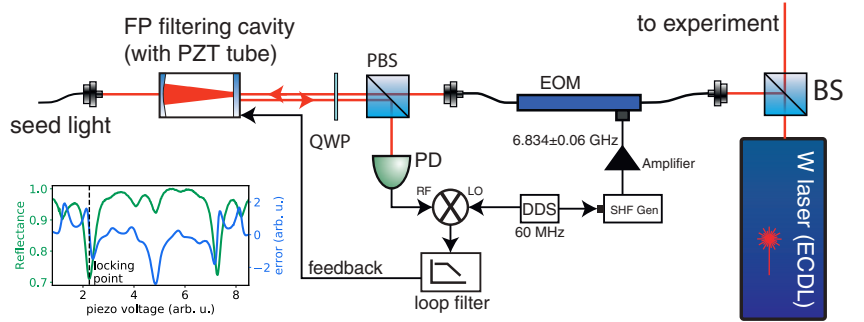 to experiment
FP filtering cavity
(with PZT tube)
PBS
EOM
BS
seed light
QWP
PD
6.834±0.06 GHz
Amplifier
RF
LO
DDS
SHF Gen
60 MHz
W laser (ECDL)
feedback
loop filter
1.0
0.9
0.8
0.7
Reflectance
2
0
−2
error (arb. u.)
locking
point
2
4
6
8
piezo voltage (arb. u.)